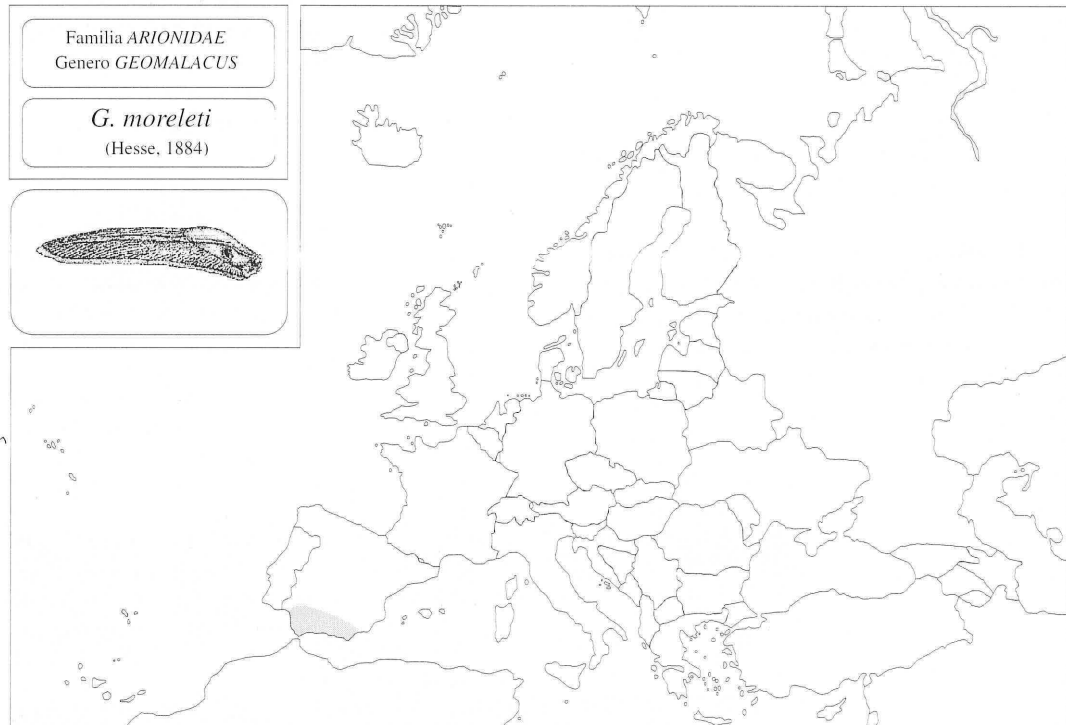 Familia ARIONIDAE
Genero GEOMALACUS
G. moreleti
(Hesse, 1884)